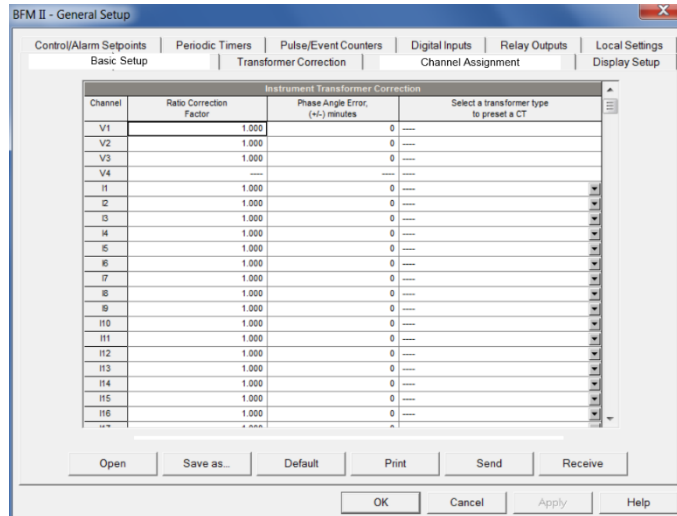 BFM II - General Setup
Control/Alarm Setpoints Periodic Timers Pulse/Event Counters Digital Inputs Relay Outputs Local Settings
Basic Setup Transformer Correction Channel Assignment Display Setup
Instrument Transformer Correction
Channel Ratio Correction Factor Phase Angle Error, (+/-) minutes Select a transformer type to preset a CT
V1 1.000 0 ----
V2 1.000 0 ----
V3 1.000 0 ----
V4 ---- ---- ----
I1 1.000 0 ----
I2 1.000 0 ----
I3 1.000 0 ----
I4 1.000 0 ----
I5 1.000 0 ----
I6 1.000 0 ----
I7 1.000 0 ----
I8 1.000 0 ----
I9 1.000 0 ----
I10 1.000 0 ----
I11 1.000 0 ----
I12 1.000 0 ----
I13 1.000 0 ----
I14 1.000 0 ----
I15 1.000 0 ----
I16 1.000 0 ----
Open Save as... Default Print Send Receive
OK Cancel Apply Help